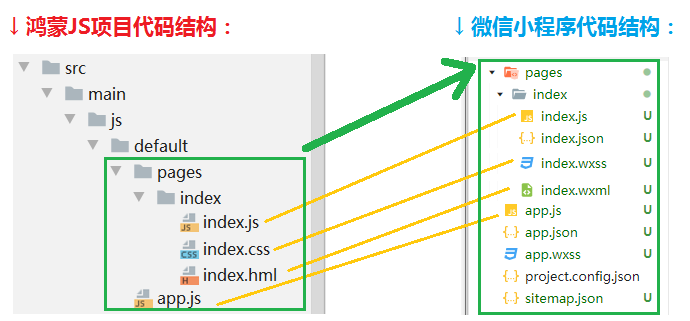 ↓鸿蒙JS项目代码结构：
src
main
js
default
pages
index
index.js
index.css
index.hml
app.js
↓微信小程序代码结构：
pages
index
index.js U
index.json U
index.wxss U
index.wxml U
app.js U
app.json U
app.wxss U
project.config.json
sitemap.json U